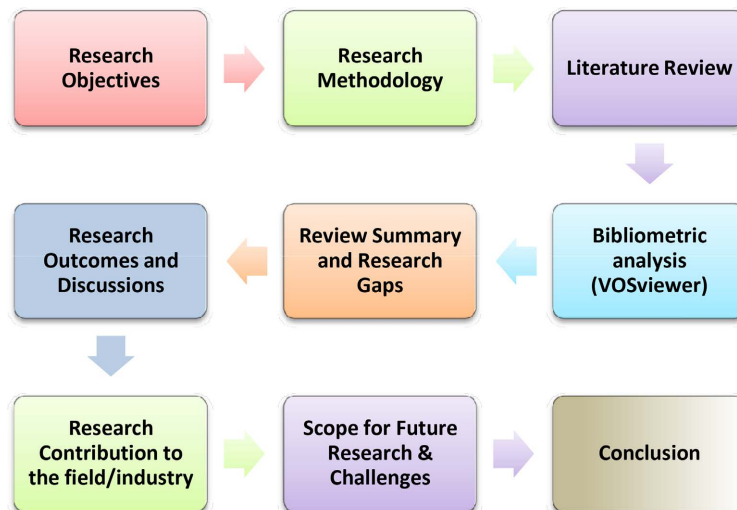 Research
Objectives
Research
Methodology
Literature Review
Bibliometric
analysis
(VOSviewer)
Review Summary
and Research
Gaps
Research
Outcomes and
Discussions
Research
Contribution to
the field/industry
Scope for Future
Research &
Challenges
Conclusion